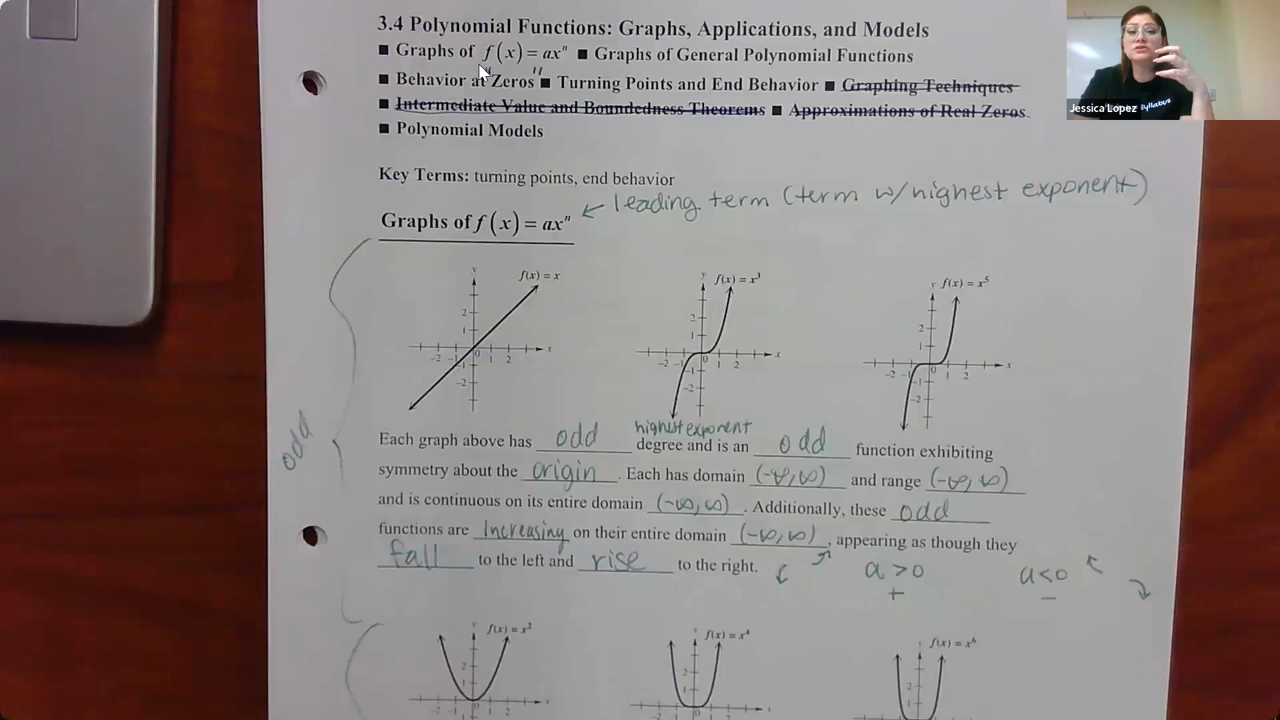 3.4 Polynomial Functions: Graphs, Applications, and Models
■ Graphs of f(x) = axⁿ ■ Graphs of General Polynomial Functions
■ Behavior at Zeros ■ Turning Points and End Behavior ■ Graphing Techniques
■ Intermediate Value and Boundedness Theorems ■ Approximations of Real Zeros
■ Polynomial Models
Jessica Lopez
Syllabus
Key Terms: turning points, end behavior
← leading term (term w/highest exponent)
Graphs of f(x) = axⁿ
f(x) = x
f(x) = x³
f(x) = x⁵
odd
highest exponent
Each graph above has odd degree and is an odd function exhibiting
symmetry about the origin. Each has domain (-∞,∞) and range (-∞,∞)
and is continuous on its entire domain (-∞,∞). Additionally, these odd
functions are Increasing on their entire domain (-∞,∞), appearing as though they
fall to the left and rise to the right.
a>0
a<0
+
−
f(x) = x²
f(x) = x⁴
f(x) = x⁶